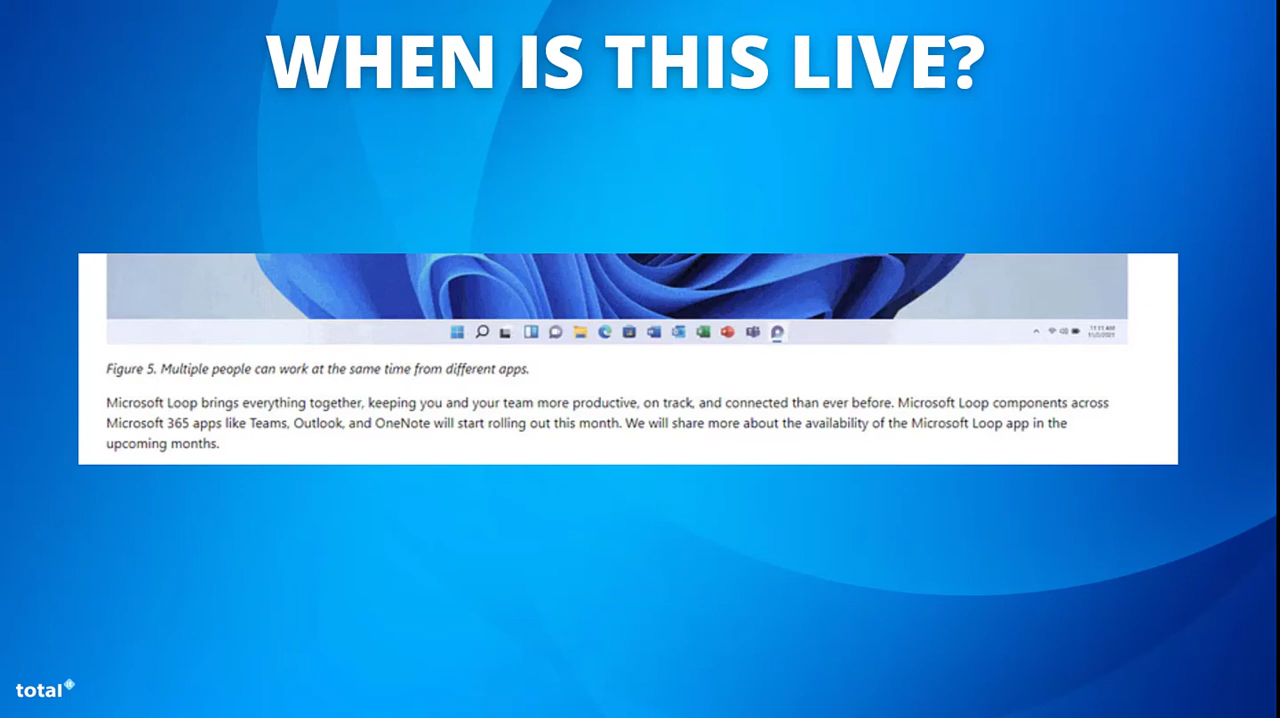 WHEN IS THIS LIVE?
11:11 AM
Figure 5. Multiple people can work at the same time from different apps.
Microsoft Loop brings everything together, keeping you and your team more productive, on track, and connected than ever before. Microsoft Loop components across
Microsoft 365 apps like Teams, Outlook, and OneNote will start rolling out this month. We will share more about the availability of the Microsoft Loop app in the
upcoming months.
total